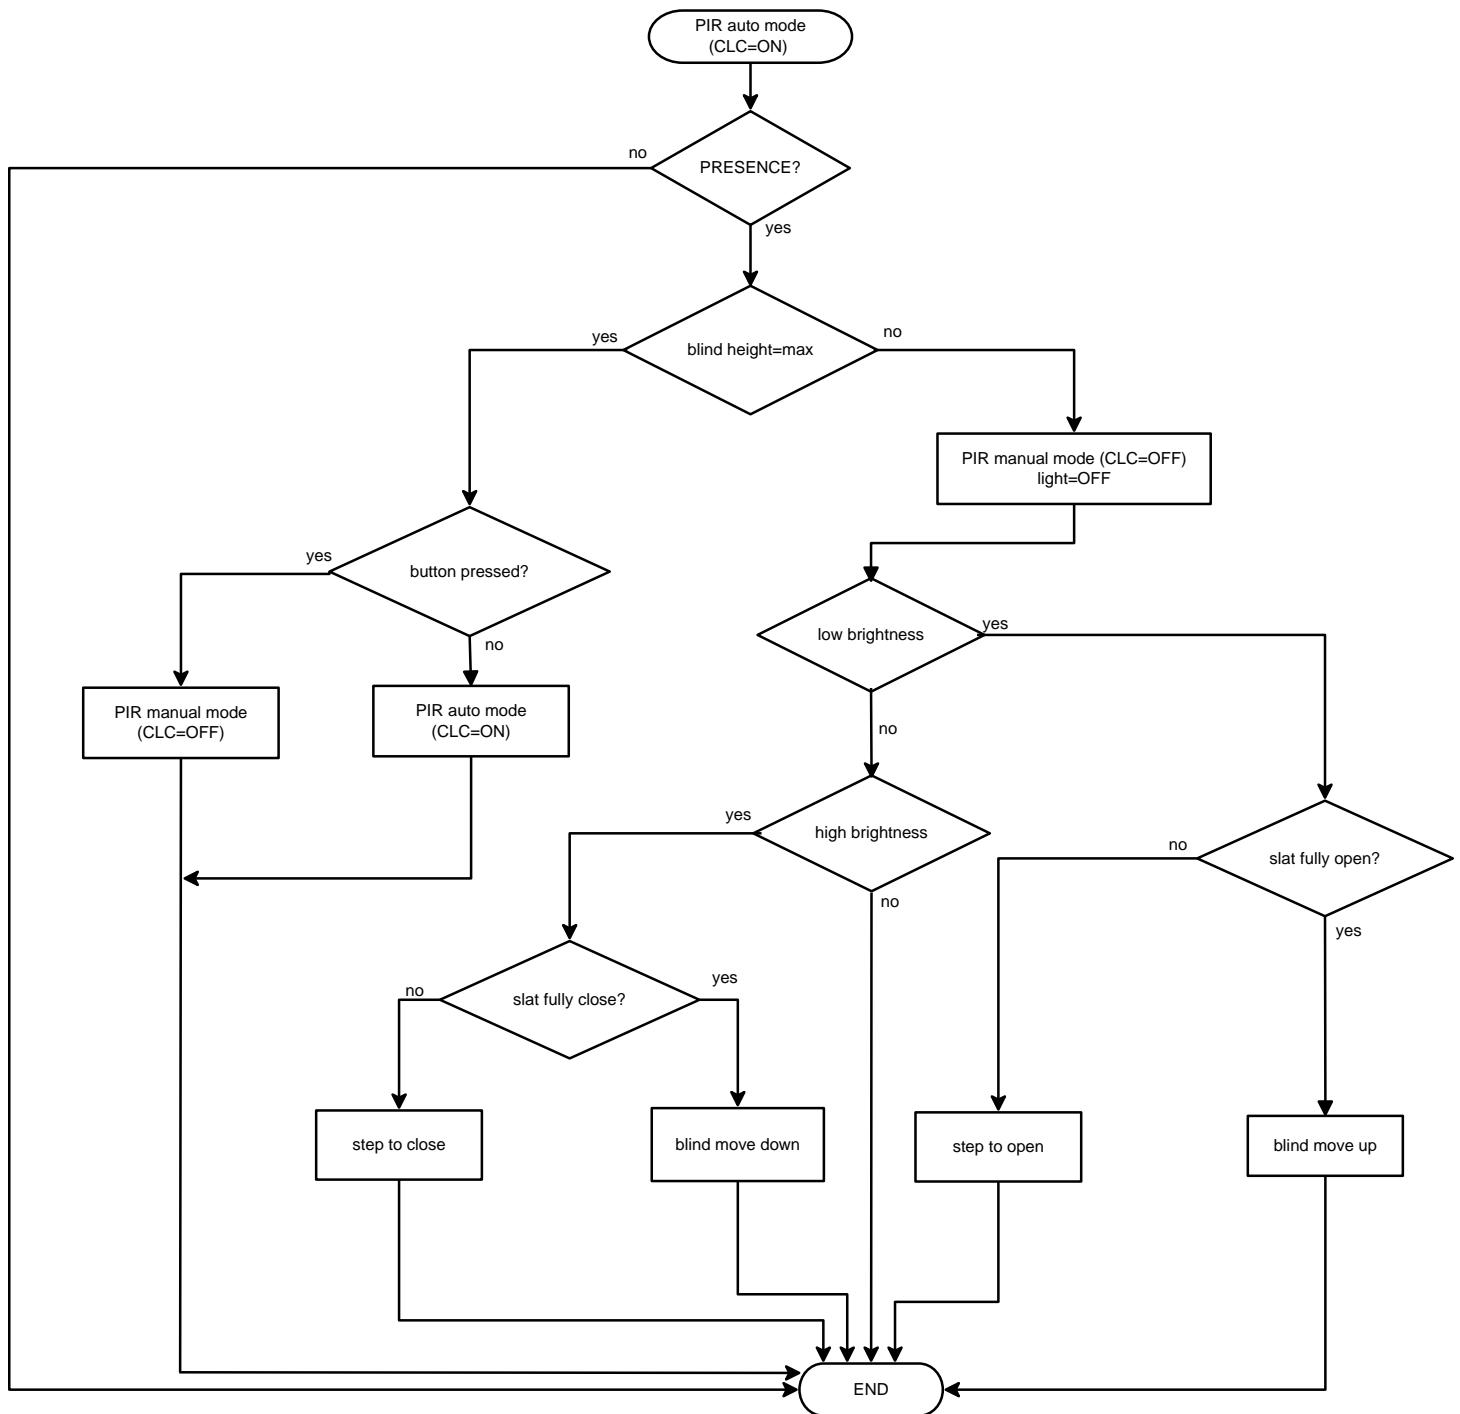 PIR auto mode
(CLC=ON)
no
PRESENCE?
yes
yes
blind height=max
no
PIR manual mode (CLC=OFF)
light=OFF
yes
button pressed?
no
low brightness
yes
PIR manual mode
(CLC=OFF)
PIR auto mode
(CLC=ON)
no
yes
high brightness
no
no
slat fully open?
yes
no
slat fully close?
yes
step to close
blind move down
step to open
blind move up
END